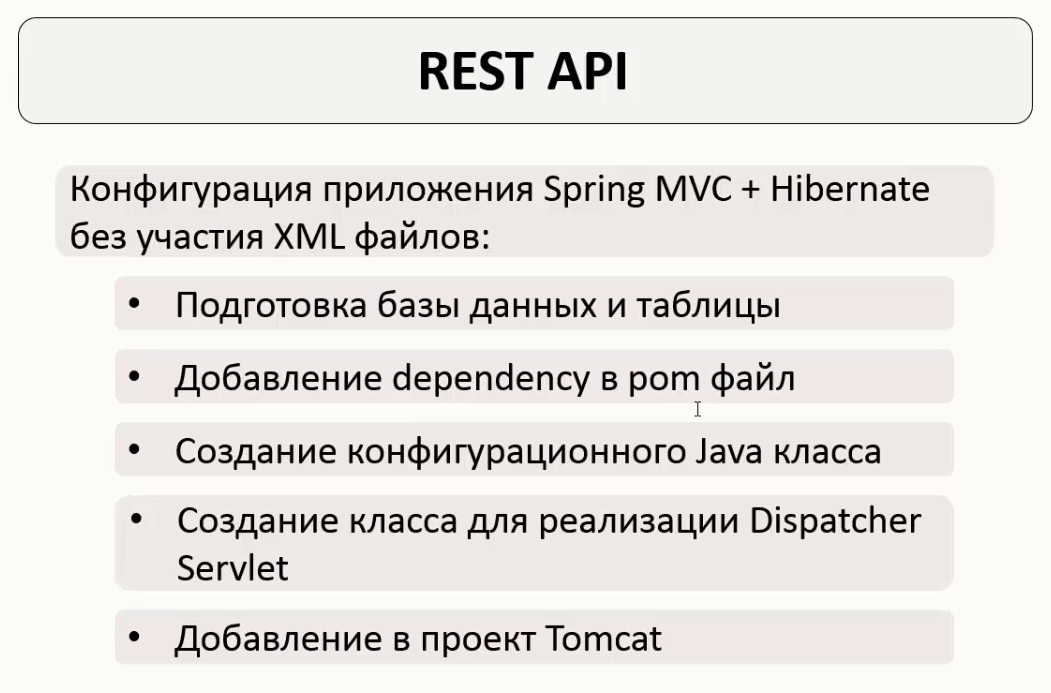 REST API
Конфигурация приложения Spring MVC + Hibernate
без участия XML файлов:
• Подготовка базы данных и таблицы
• Добавление dependency в pom файл
• Создание конфигурационного Java класса
• Создание класса для реализации Dispatcher
Servlet
• Добавление в проект Tomcat